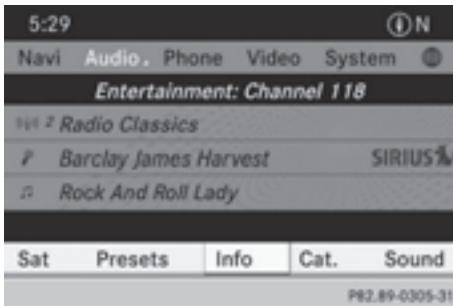 5:29 N
Navi Audio Phone Video System
Entertainment: Channel 118
2 Radio Classics
Barclay James Harvest SIRIUS
Rock And Roll Lady
Sat Presets Info Cat. Sound
P82.89-0305-31